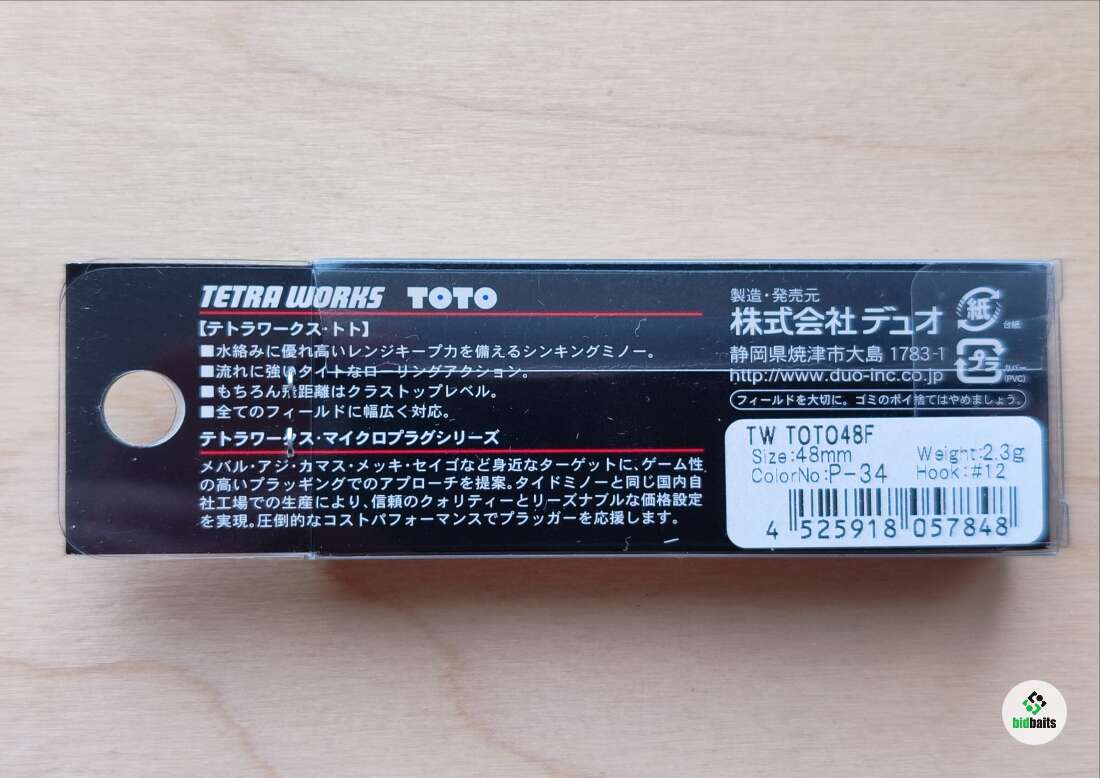 TETRA WORKS TOTO
【テトラワークス・トト】
■水絡みに優れ高いレンジキープ力を備えるシンキングミノー。
■流れに強いタイトなローリングアクション。
■もちろん飛距離はクラストップレベル。
■全てのフィールドに幅広く対応。
テトラワークス・マイクロプラグシリーズ
メバル・アジ・カマス・メッキ・セイゴなど身近なターゲットに、ゲーム性
の高いプラッギングでのアプローチを提案。タイドミノーと同じ国内自
社工場での生産により、信頼のクォリティーとリーズナブルな価格設定
を実現。圧倒的なコストパフォーマンスでプラッガーを応援します。
製造・発売元
株式会社デュオ
静岡県焼津市大島 1783-1
http://www.duo-inc.co.jp
紙
台紙
プラ
カバー
(PVC)
フィールドを大切に。ゴミのポイ捨てはやめましょう。
TW TOTO48F
Size:48mm Weight:2.3g
ColorNo:P-34 Hook:#12
4 525918 057848
bidbaits